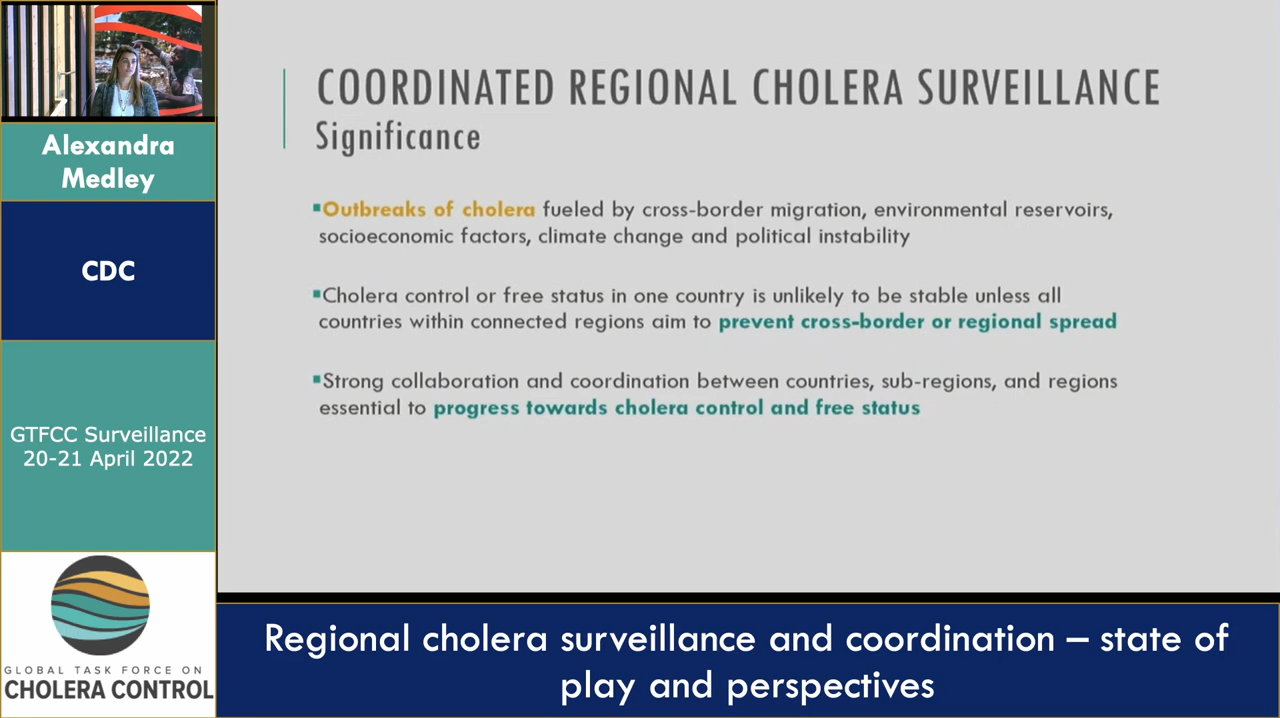 Alexandra
Medley
CDC
GTFCC Surveillance
20-21 April 2022
GLOBAL TASK FORCE ON
CHOLERA CONTROL
COORDINATED REGIONAL CHOLERA SURVEILLANCE
Significance
▪Outbreaks of cholera fueled by cross-border migration, environmental reservoirs,
socioeconomic factors, climate change and political instability
▪Cholera control or free status in one country is unlikely to be stable unless all
countries within connected regions aim to prevent cross-border or regional spread
▪Strong collaboration and coordination between countries, sub-regions, and regions
essential to progress towards cholera control and free status
Regional cholera surveillance and coordination – state of
play and perspectives